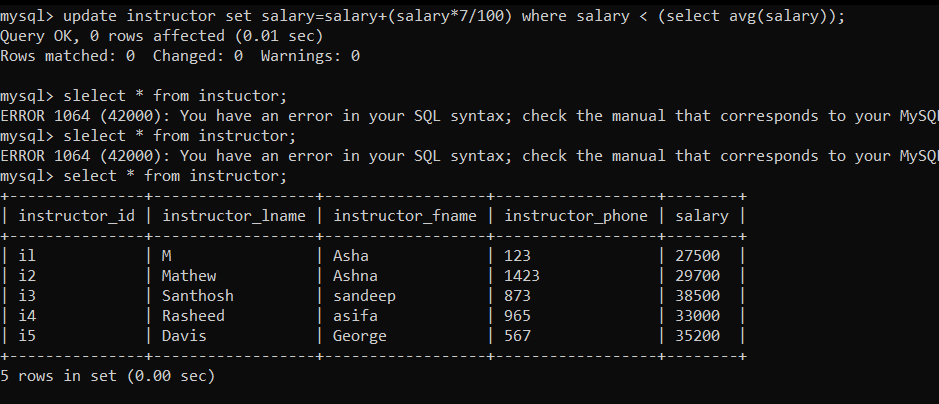 mysql> update instructor set salary=salary+(salary*7/100) where salary < (select avg(salary));
Query OK, 0 rows affected (0.01 sec)
Rows matched: 0  Changed: 0  Warnings: 0
mysql> slelect * from instuctor;
ERROR 1064 (42000): You have an error in your SQL syntax; check the manual that corresponds to your MySQL
mysql> slelect * from instructor;
ERROR 1064 (42000): You have an error in your SQL syntax; check the manual that corresponds to your MySQL
mysql> select * from instructor;
+---------------+------------------+------------------+------------------+--------+
| instructor_id | instructor_lname | instructor_fname | instructor_phone | salary |
+---------------+------------------+------------------+------------------+--------+
| il            | M                | Asha             | 123              | 27500  |
| i2            | Mathew           | Ashna            | 1423             | 29700  |
| i3            | Santhosh         | sandeep          | 873              | 38500  |
| i4            | Rasheed          | asifa            | 965              | 33000  |
| i5            | Davis            | George           | 567              | 35200  |
+---------------+------------------+------------------+------------------+--------+
5 rows in set (0.00 sec)